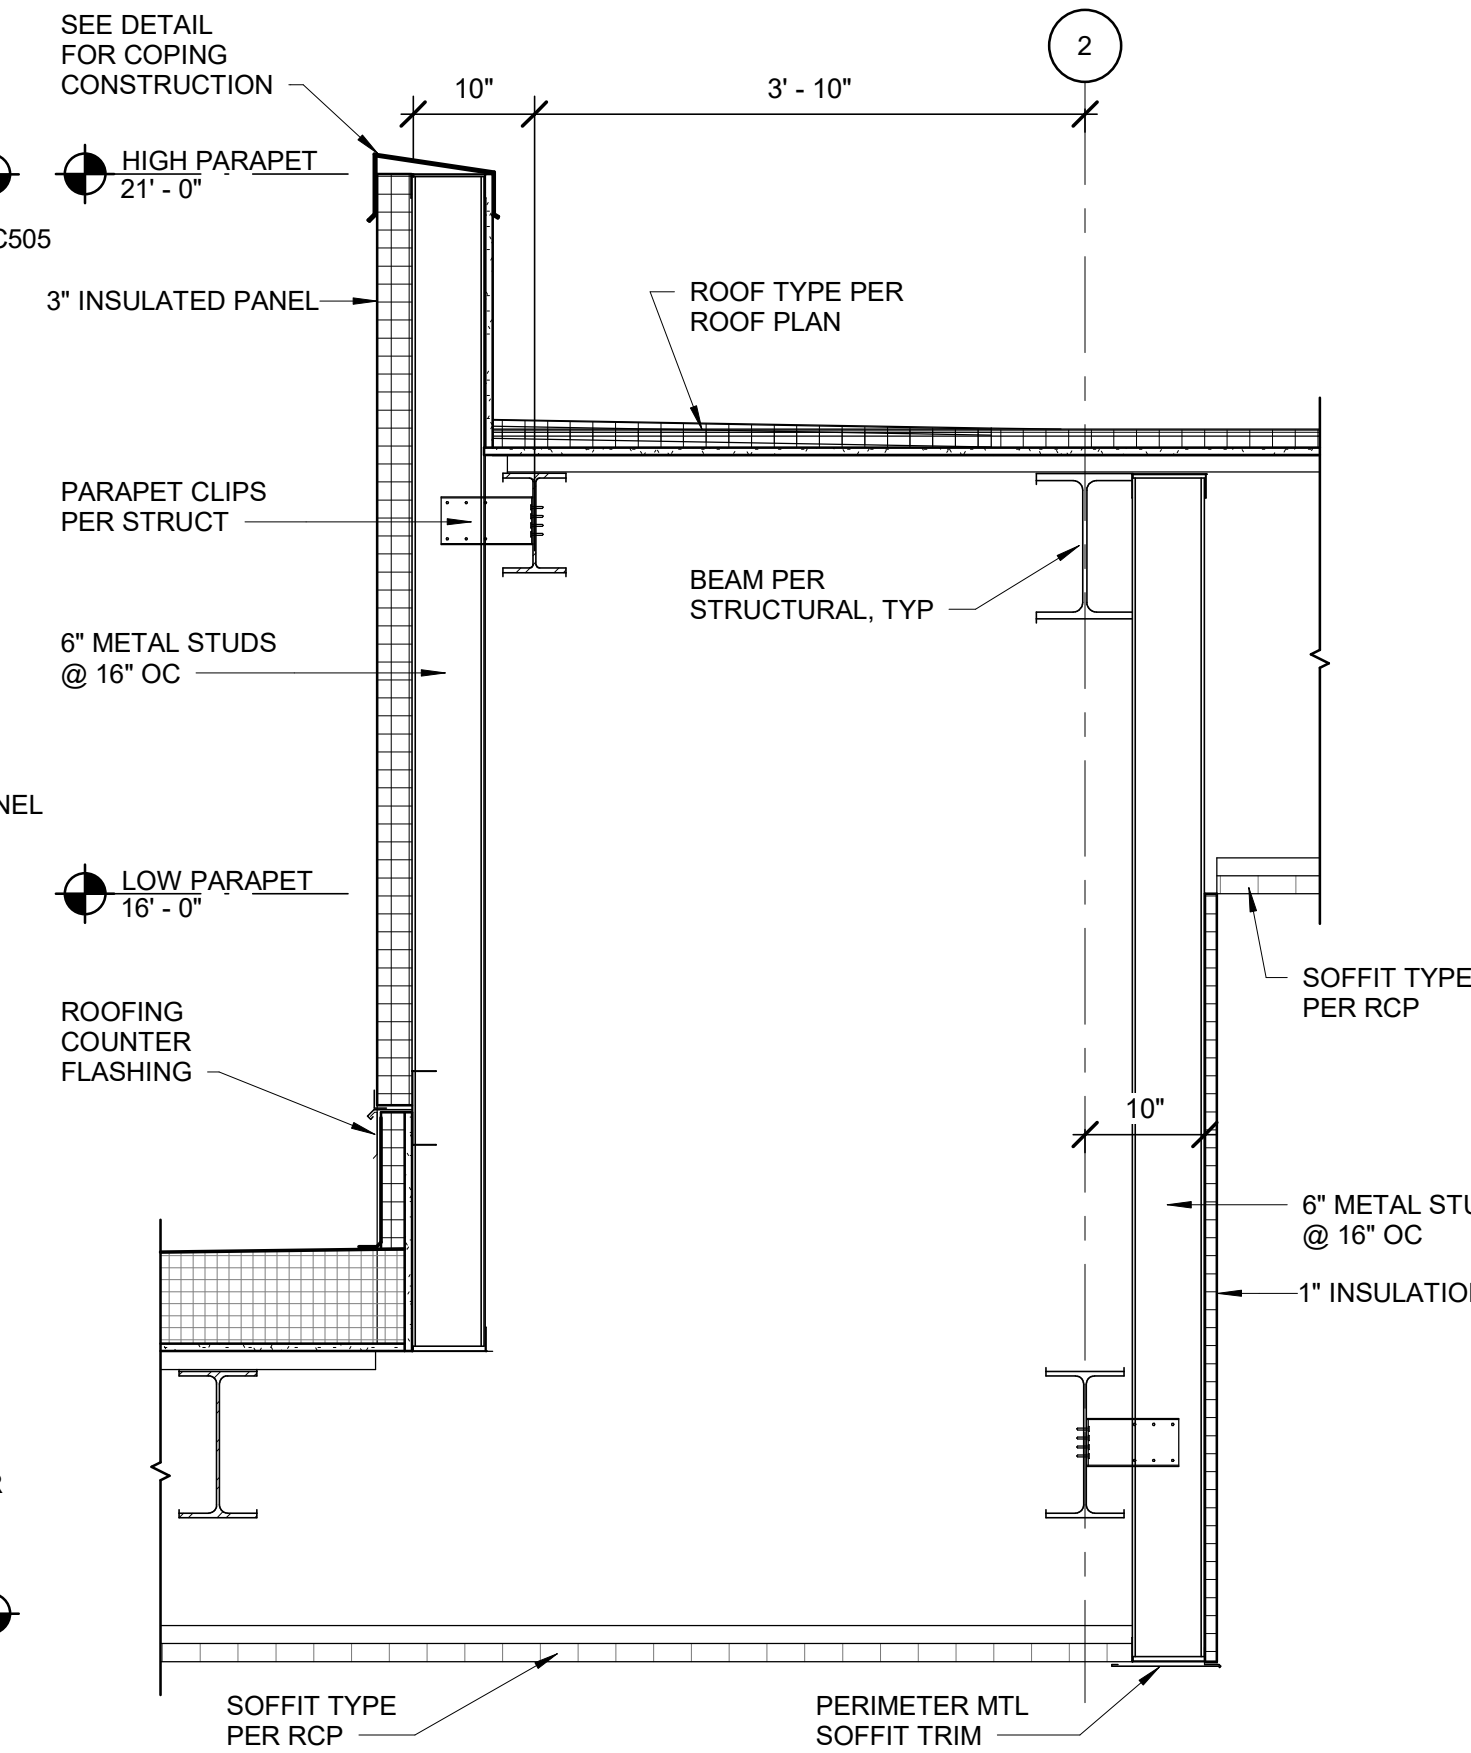 SEE DETAIL
FOR COPING
CONSTRUCTION
2
10"
3' - 10"
HIGH PARAPET
21' - 0"
C505
3" INSULATED PANEL
ROOF TYPE PER
ROOF PLAN
PARAPET CLIPS
PER STRUCT
BEAM PER
STRUCTURAL, TYP
6" METAL STUDS
@ 16" OC
NEL
LOW PARAPET
16' - 0"
SOFFIT TYPE
PER RCP
ROOFING
COUNTER
FLASHING
10"
6" METAL STU
@ 16" OC
1" INSULATION
R
SOFFIT TYPE
PER RCP
PERIMETER MTL
SOFFIT TRIM